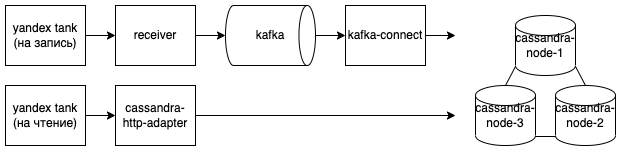 yandex tank
(на запись)
receiver
kafka
kafka-connect
cassandra-
node-1
yandex tank
(на чтение)
cassandra-
http-adapter
cassandra-
node-3
cassandra-
node-2